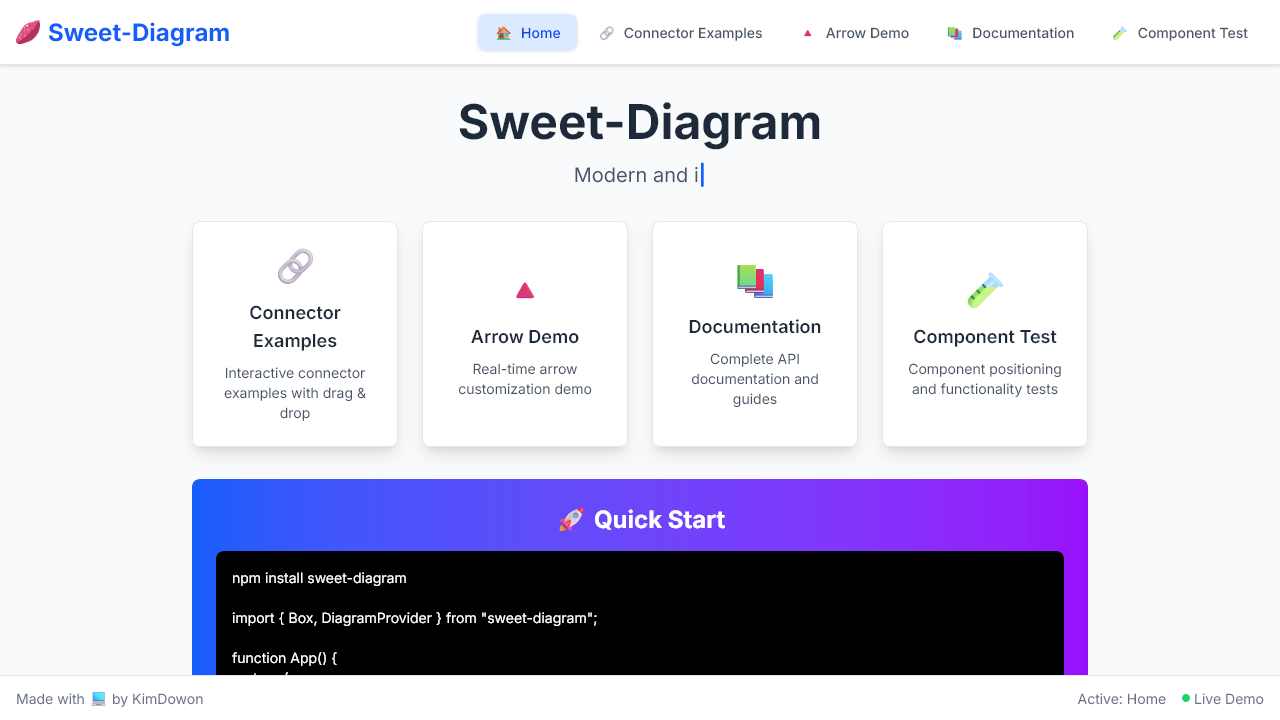 Sweet-Diagram
Home
Connector Examples
Arrow Demo
Documentation
Component Test
Sweet-Diagram
Modern and i
Connector
Examples
Interactive connector
examples with drag &
drop
Arrow Demo
Real-time arrow
customization demo
Documentation
Complete API
documentation and
guides
Component Test
Component positioning
and functionality tests
🚀 Quick Start
npm install sweet-diagram
import { Box, DiagramProvider } from "sweet-diagram";
function App() {
Made with 💻 by KimDowon
Active: Home
Live Demo